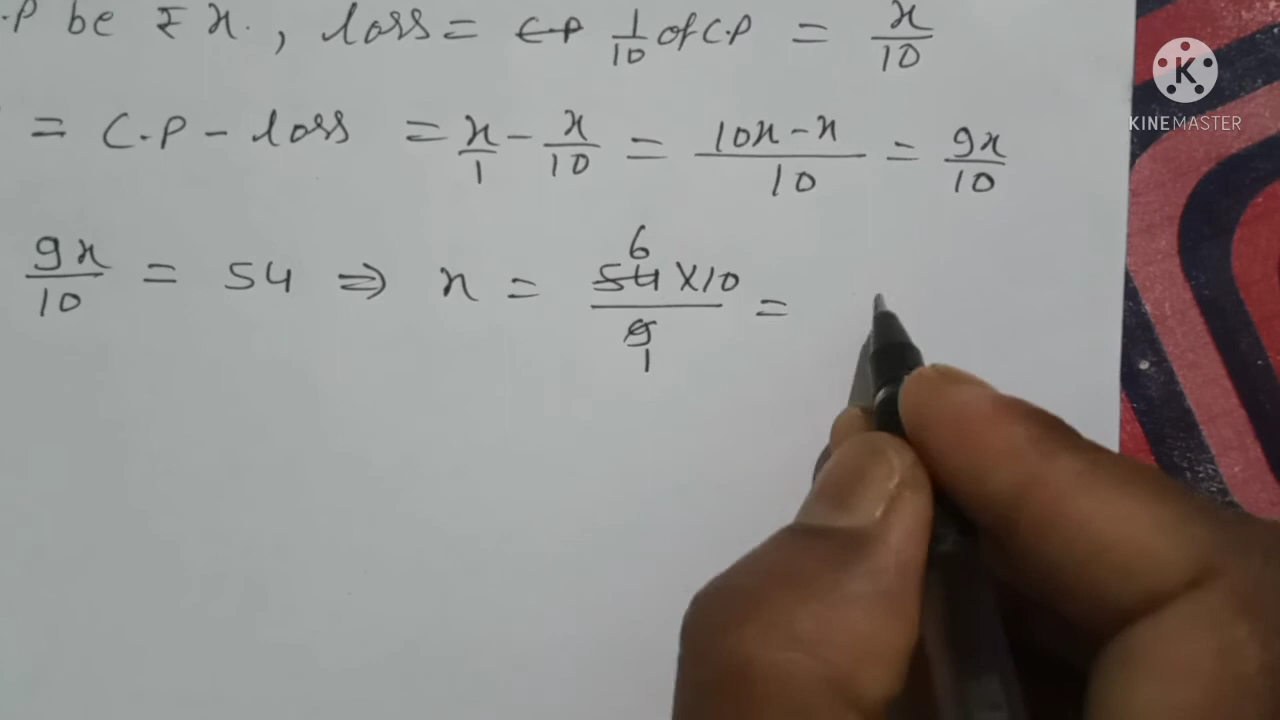 .P be ₹ x., loss = C.P 1/10 of C.P = x/10
= C.P - loss = x/1 - x/10 = 10x - x/10 = 9x/10
9x/10 = 54 ⇒ x = 54 × 10/9 =
6
1
K
KINEMASTER